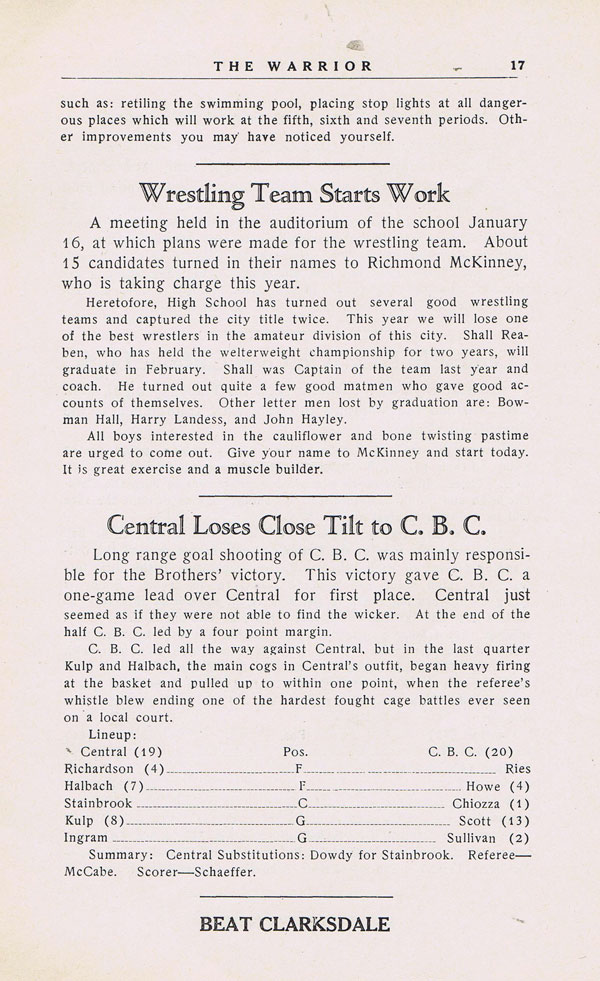 THE WARRIOR 17
such as: retiling the swimming pool, placing stop lights at all danger-
ous places which will work at the fifth, sixth and seventh periods. Oth-
er improvements you may have noticed yourself.
Wrestling Team Starts Work
A meeting held in the auditorium of the school January
16, at which plans were made for the wrestling team. About
15 candidates turned in their names to Richmond McKinney,
who is taking charge this year.
Heretofore, High School has turned out several good wrestling
teams and captured the city title twice. This year we will lose one
of the best wrestlers in the amateur division of this city. Shall Rea-
ben, who has held the welterweight championship for two years, will
graduate in February. Shall was Captain of the team last year and
coach. He turned out quite a few good matmen who gave good ac-
counts of themselves. Other letter men lost by graduation are: Bow-
man Hall, Harry Landess, and John Hayley.
All boys interested in the cauliflower and bone twisting pastime
are urged to come out. Give your name to McKinney and start today.
It is great exercise and a muscle builder.
Central Loses Close Tilt to C. B. C.
Long range goal shooting of C. B. C. was mainly responsi-
ble for the Brothers' victory. This victory gave C. B. C. a
one-game lead over Central for first place. Central just
seemed as if they were not able to find the wicker. At the end of the
half C. B. C. led by a four point margin.
C. B. C. led all the way against Central, but in the last quarter
Kulp and Halbach, the main cogs in Central's outfit, began heavy firing
at the basket and pulled up to within one point, when the referee's
whistle blew ending one of the hardest fought cage battles ever seen
on a local court.
Lineup:
Central (19) Pos. C. B. C. (20)
Richardson (4) F Ries
Halbach (7) F Howe (4)
Stainbrook C Chiozza (1)
Kulp (8) G Scott (13)
Ingram G Sullivan (2)
Summary: Central Substitutions: Dowdy for Stainbrook. Referee—
McCabe. Scorer—Schaeffer.
BEAT CLARKSDALE